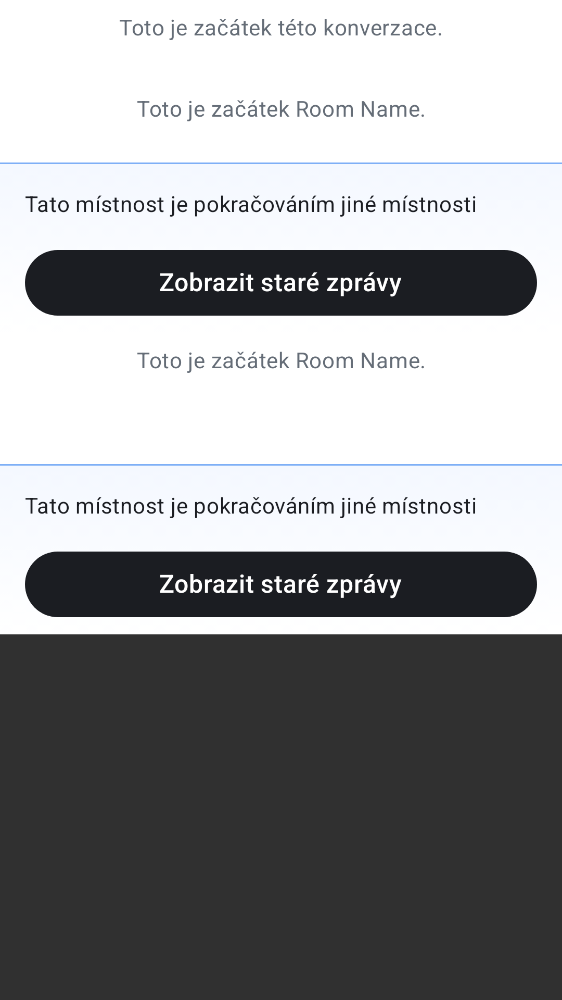 Toto je začátek této konverzace.
Toto je začátek Room Name.
Tato místnost je pokračováním jiné místnosti
Zobrazit staré zprávy
Toto je začátek Room Name.
Tato místnost je pokračováním jiné místnosti
Zobrazit staré zprávy